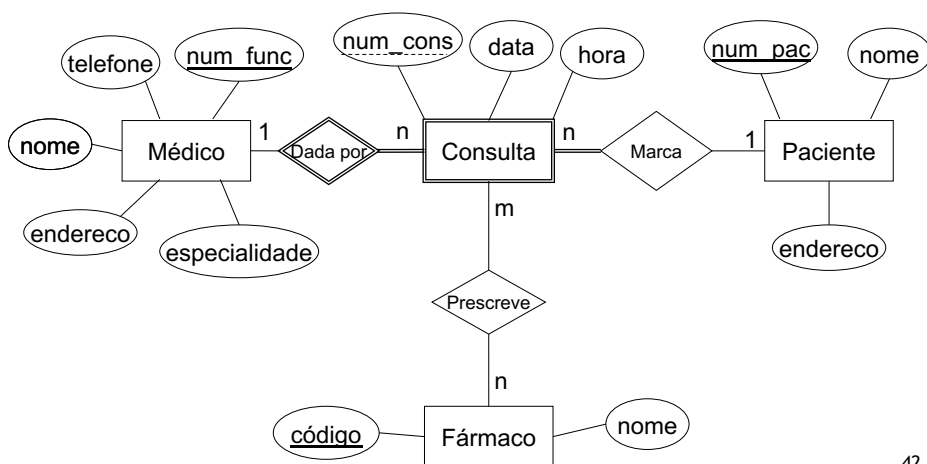 num_cons
data
hora
telefone
num_func
num_pac
nome
nome
Médico
1
Dada por
n
Consulta
n
Marca
1
Paciente
endereco
especialidade
m
endereco
Prescreve
n
código
Fármaco
nome
42